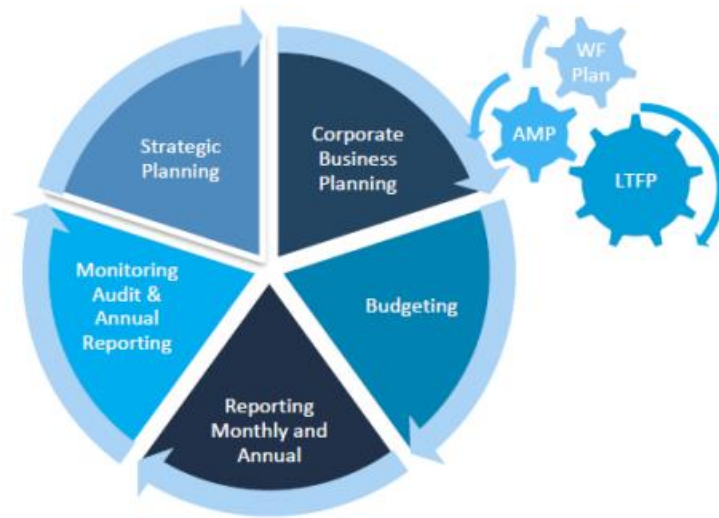 Strategic
Planning
Corporate
Business
Planning
WF
Plan
AMP
LTFP
Budgeting
Reporting
Monthly and
Annual
Monitoring
Audit &
Annual
Reporting